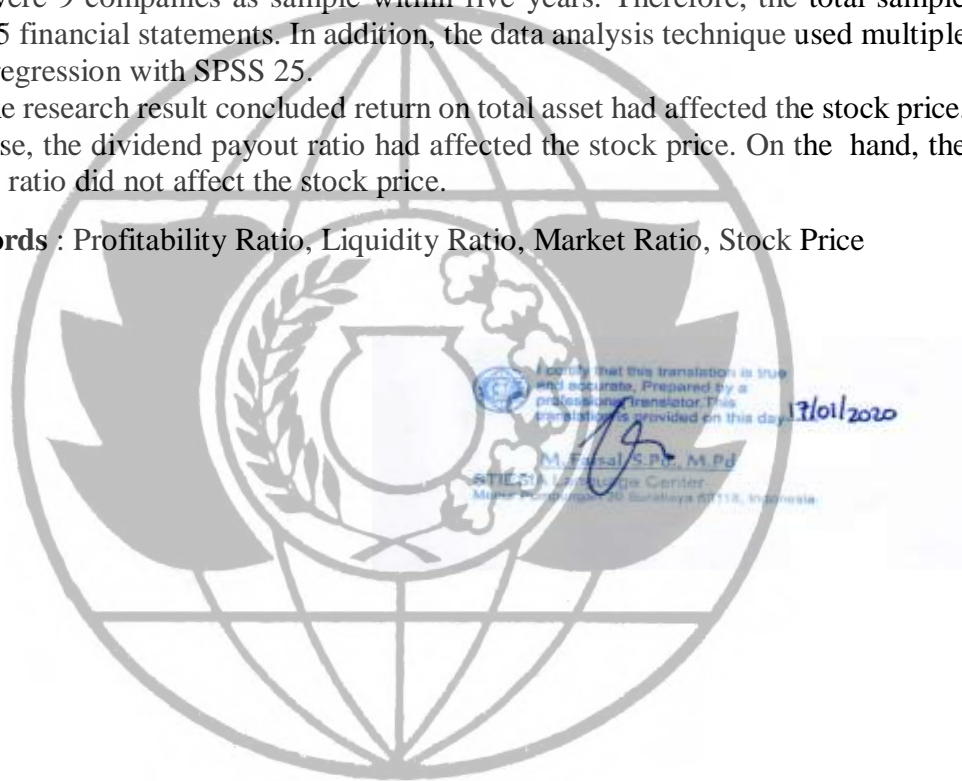 were 9 companies as sample within five years. Therefore, the total sample
5 financial statements. In addition, the data analysis technique used multiple
regression with SPSS 25.
e research result concluded return on total asset had affected the stock price.
se, the dividend payout ratio had affected the stock price. On the hand, the
ratio did not affect the stock price.
ords : Profitability Ratio, Liquidity Ratio, Market Ratio, Stock Price
I certify that this translation is true
and accurate, Prepared by a
professional translator. This
translation is provided on this day 17/01/2020
M. Faisal, S.Pd., M.Pd
STIESIA Language Center
Surabaya Indonesia